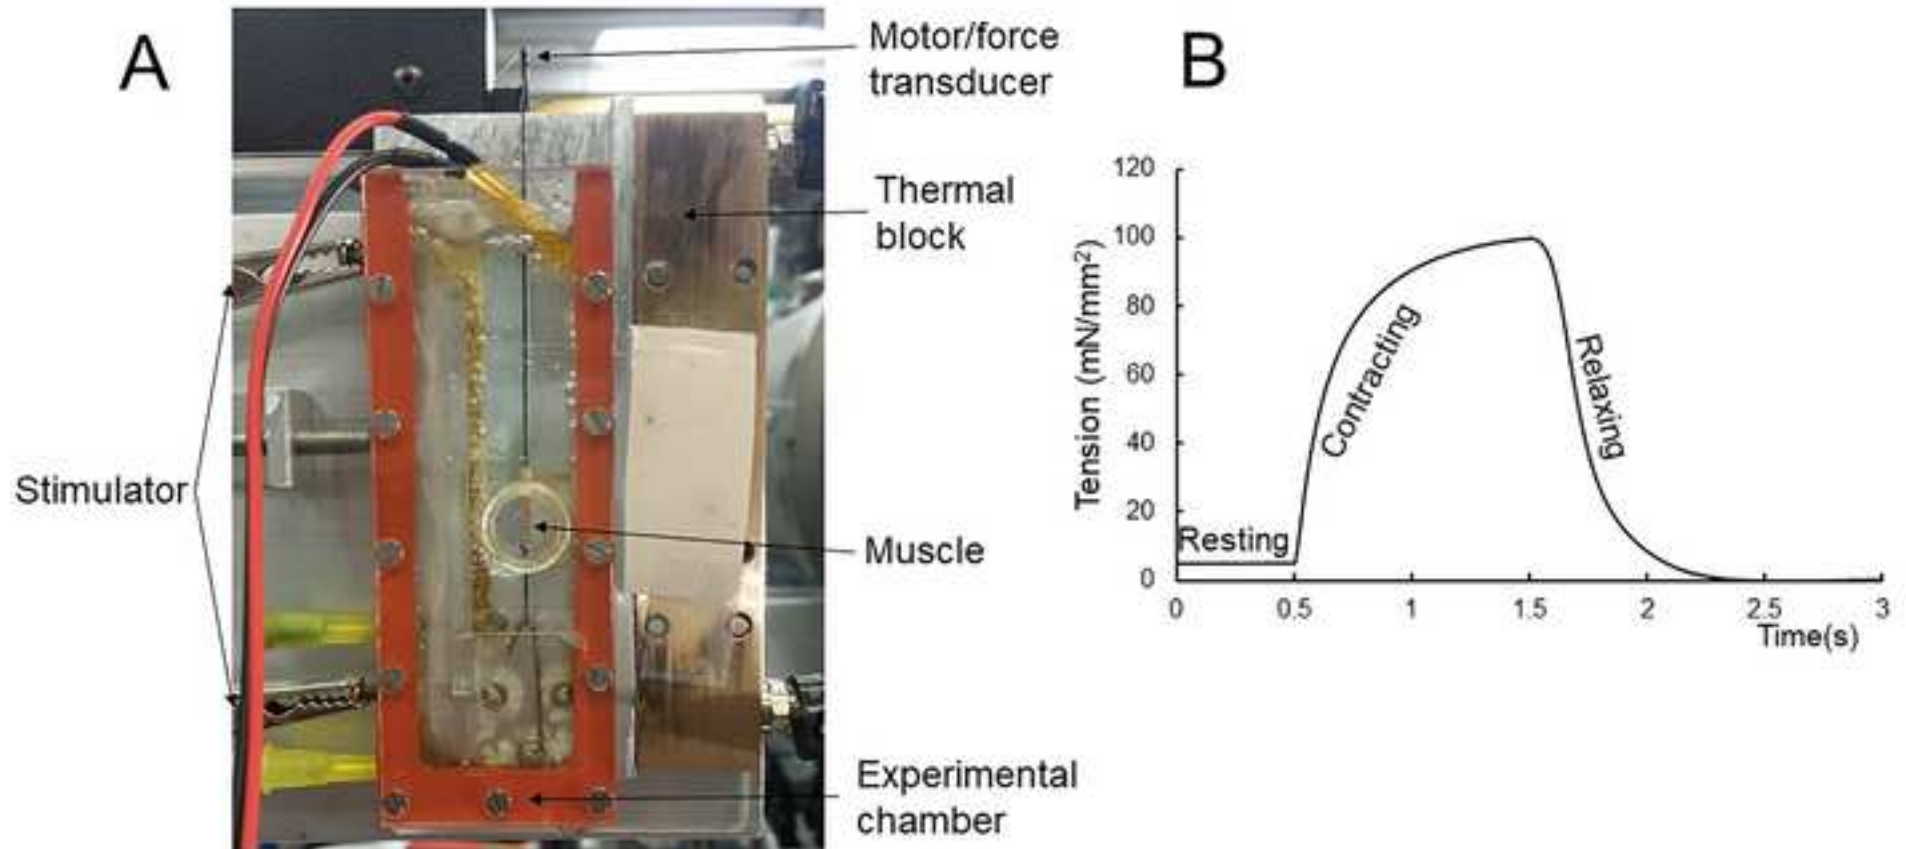 A
Motor/force
transducer
Thermal
block
Stimulator
Muscle
Experimental
chamber
B
120
100
80
60
40
20
0
Tension (mN/mm²)
Resting
Contracting
Relaxing
0 0.5 1 1.5 2 2.5 3
Time(s)